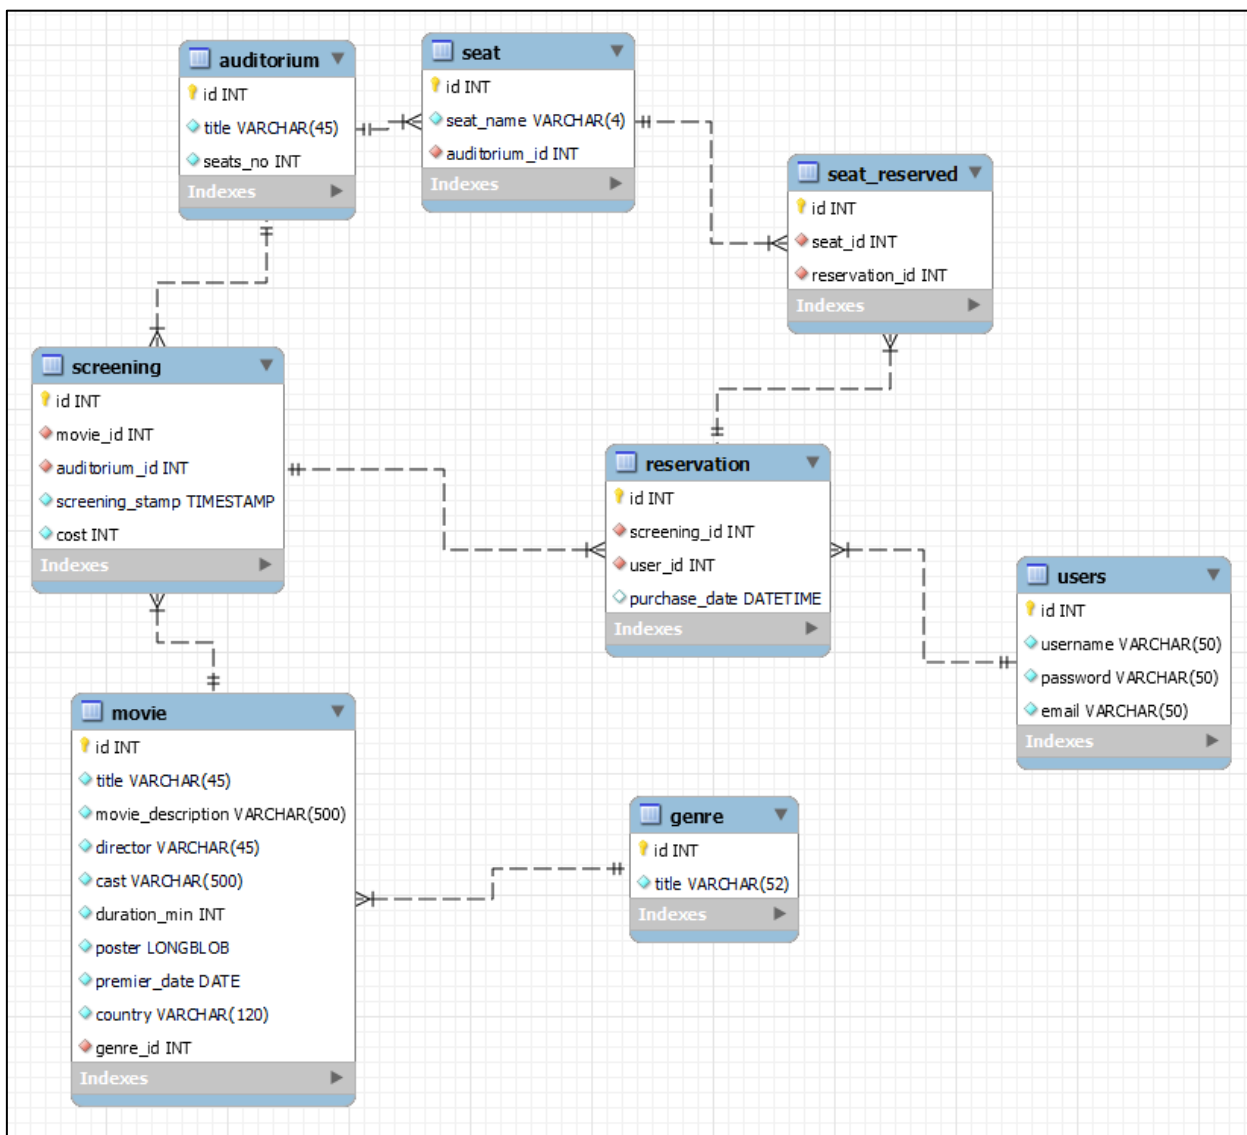 auditorium
id INT
title VARCHAR(45)
seats_no INT
Indexes
seat
id INT
seat_name VARCHAR(4)
auditorium_id INT
Indexes
seat_reserved
id INT
seat_id INT
reservation_id INT
Indexes
screening
id INT
movie_id INT
auditorium_id INT
screening_stamp TIMESTAMP
cost INT
Indexes
reservation
id INT
screening_id INT
user_id INT
purchase_date DATETIME
Indexes
users
id INT
username VARCHAR(50)
password VARCHAR(50)
email VARCHAR(50)
Indexes
movie
id INT
title VARCHAR(45)
movie_description VARCHAR(500)
director VARCHAR(45)
cast VARCHAR(500)
duration_min INT
poster LONGBLOB
premier_date DATE
country VARCHAR(120)
genre_id INT
Indexes
genre
id INT
title VARCHAR(52)
Indexes